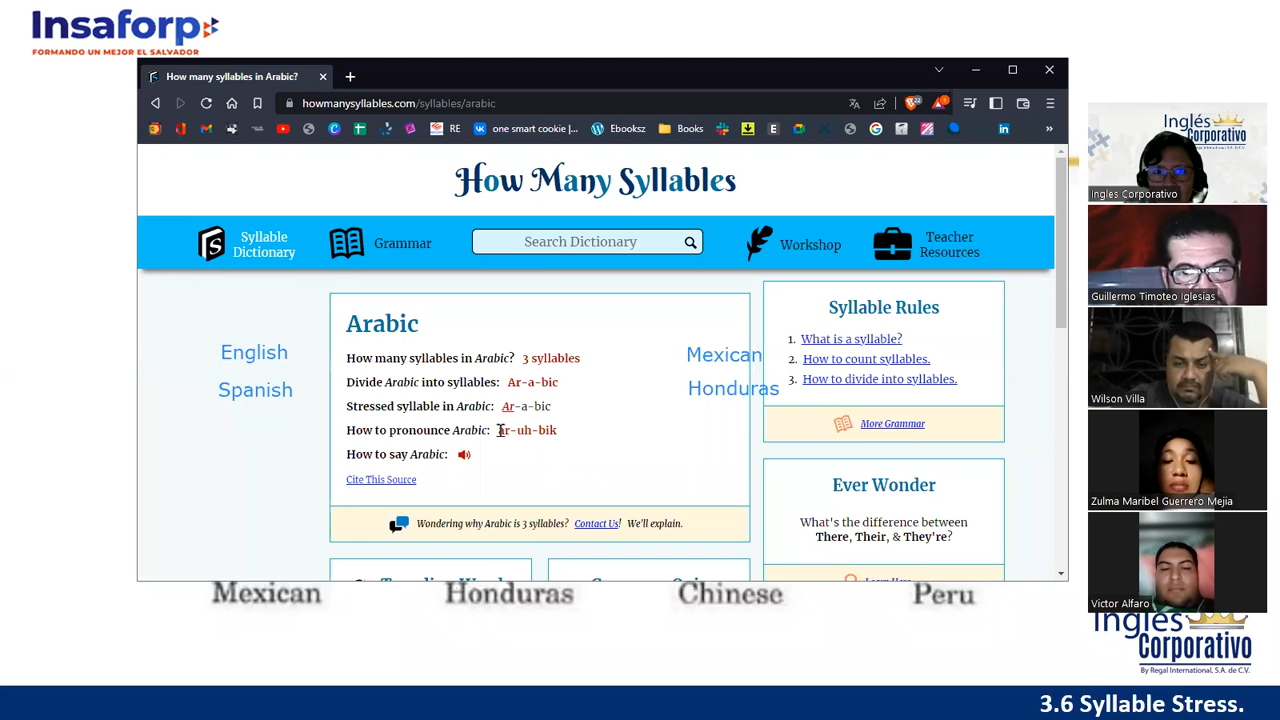 Insaforp
FORMANDO UN MEJOR EL SALVADOR
How many syllables in Arabic?
howmanysyllables.com/syllables/arabic
22
1
RE
one smart cookie |...
Ebooksz
Books
How Many Syllables
Syllable Dictionary
Grammar
Search Dictionary
Workshop
Teacher Resources
English
Spanish
Mexican
Honduras
Arabic
How many syllables in Arabic? 3 syllables
Divide Arabic into syllables: Ar-a-bic
Stressed syllable in Arabic: Ar-a-bic
How to pronounce Arabic: ar-uh-bik
How to say Arabic:
Cite This Source
Wondering why Arabic is 3 syllables? Contact Us! We'll explain.
Syllable Rules
1. What is a syllable?
2. How to count syllables.
3. How to divide into syllables.
More Grammar
Ever Wonder
What's the difference between
There, Their, & They're?
Mexican
Honduras
Chinese
Peru
Inglés
Corporativo
Ingles Corporativo
Guillermo Timoteo Iglesias
Wilson Villa
Zulma Maribel Guerrero Mejia
Victor Alfaro
Inglés
Corporativo
By Regal International, S.A. de C.V.
3.6 Syllable Stress.